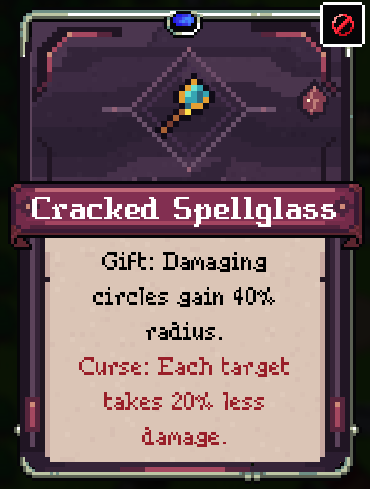 Cracked Spellglass
Gift: Damaging
circles gain 40%
radius.
Curse: Each target
takes 20% less
damage.